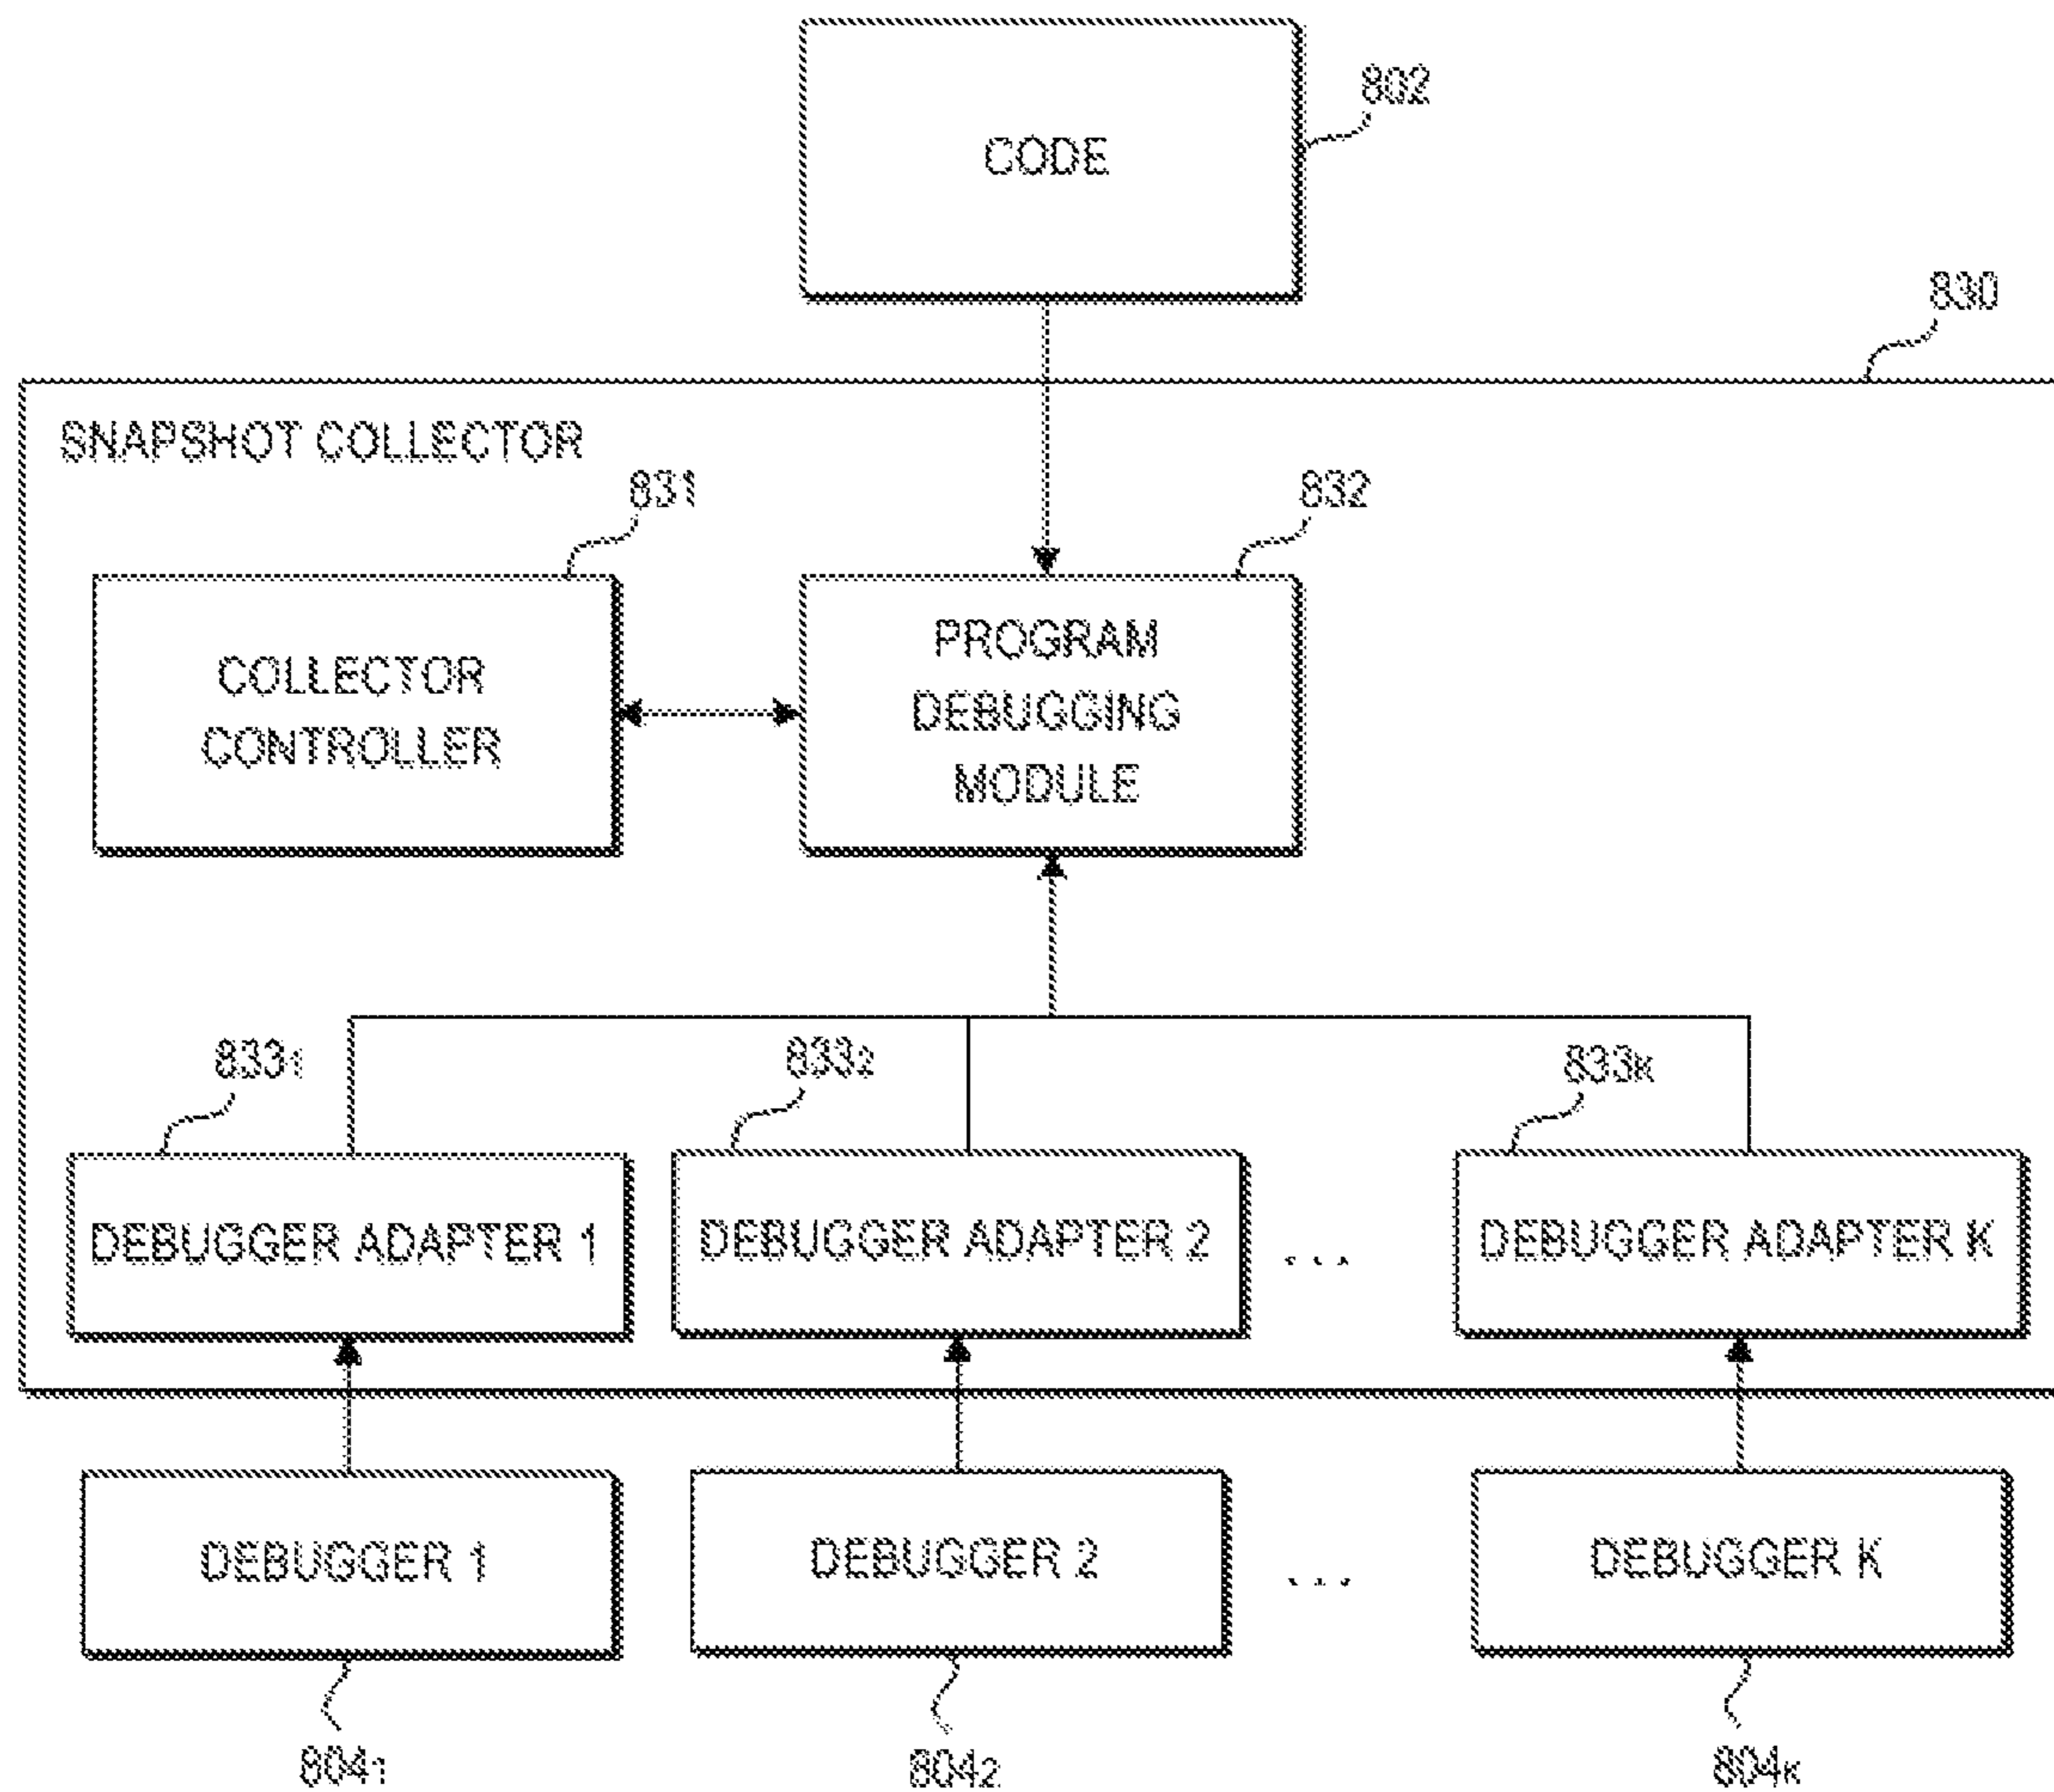 CODE
802
830
SNAPSHOT COLLECTOR
831
832
COLLECTOR
CONTROLLER
PROGRAM
DEBUGGING
MODULE
833₁
833₂
833ₖ
DEBUGGER ADAPTER 1
DEBUGGER ADAPTER 2
...
DEBUGGER ADAPTER K
DEBUGGER 1
DEBUGGER 2
...
DEBUGGER K
804₁
804₂
804ₖ